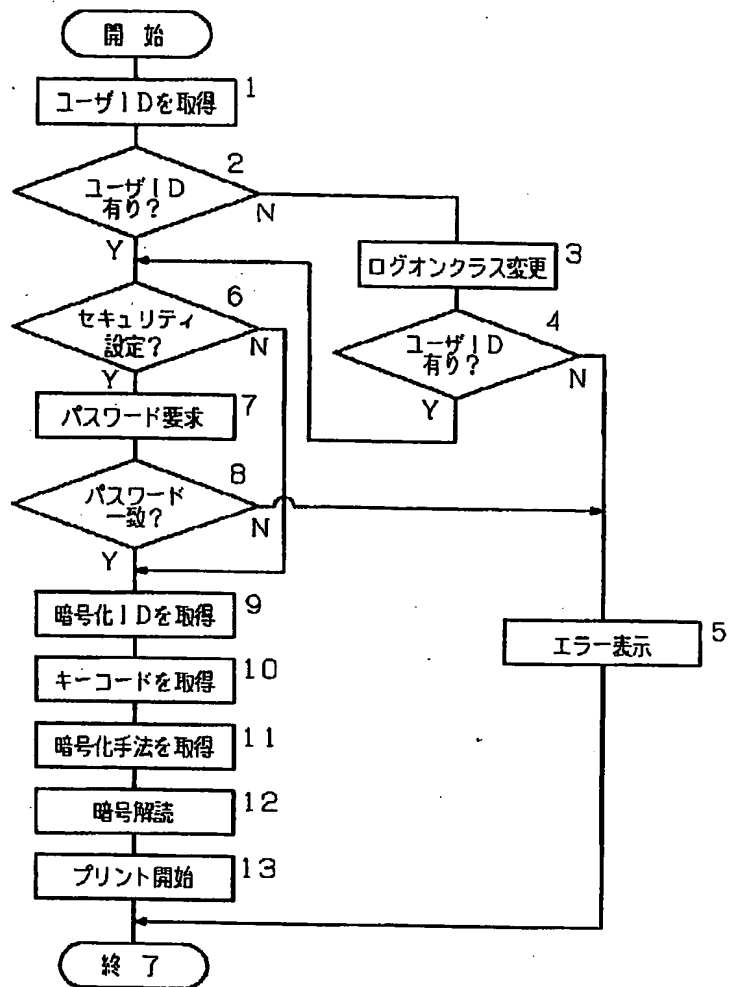 開 始
ユーザIDを取得
1
ユーザID
有り?
2
N
Y
ログオンクラス変更
3
ユーザID
有り?
4
N
Y
セキュリティ
設定?
6
N
Y
パスワード要求
7
パスワード
一致?
8
N
Y
暗号化IDを取得
9
エラー表示
5
キーコードを取得
10
暗号化手法を取得
11
暗号解読
12
プリント開始
13
終 了